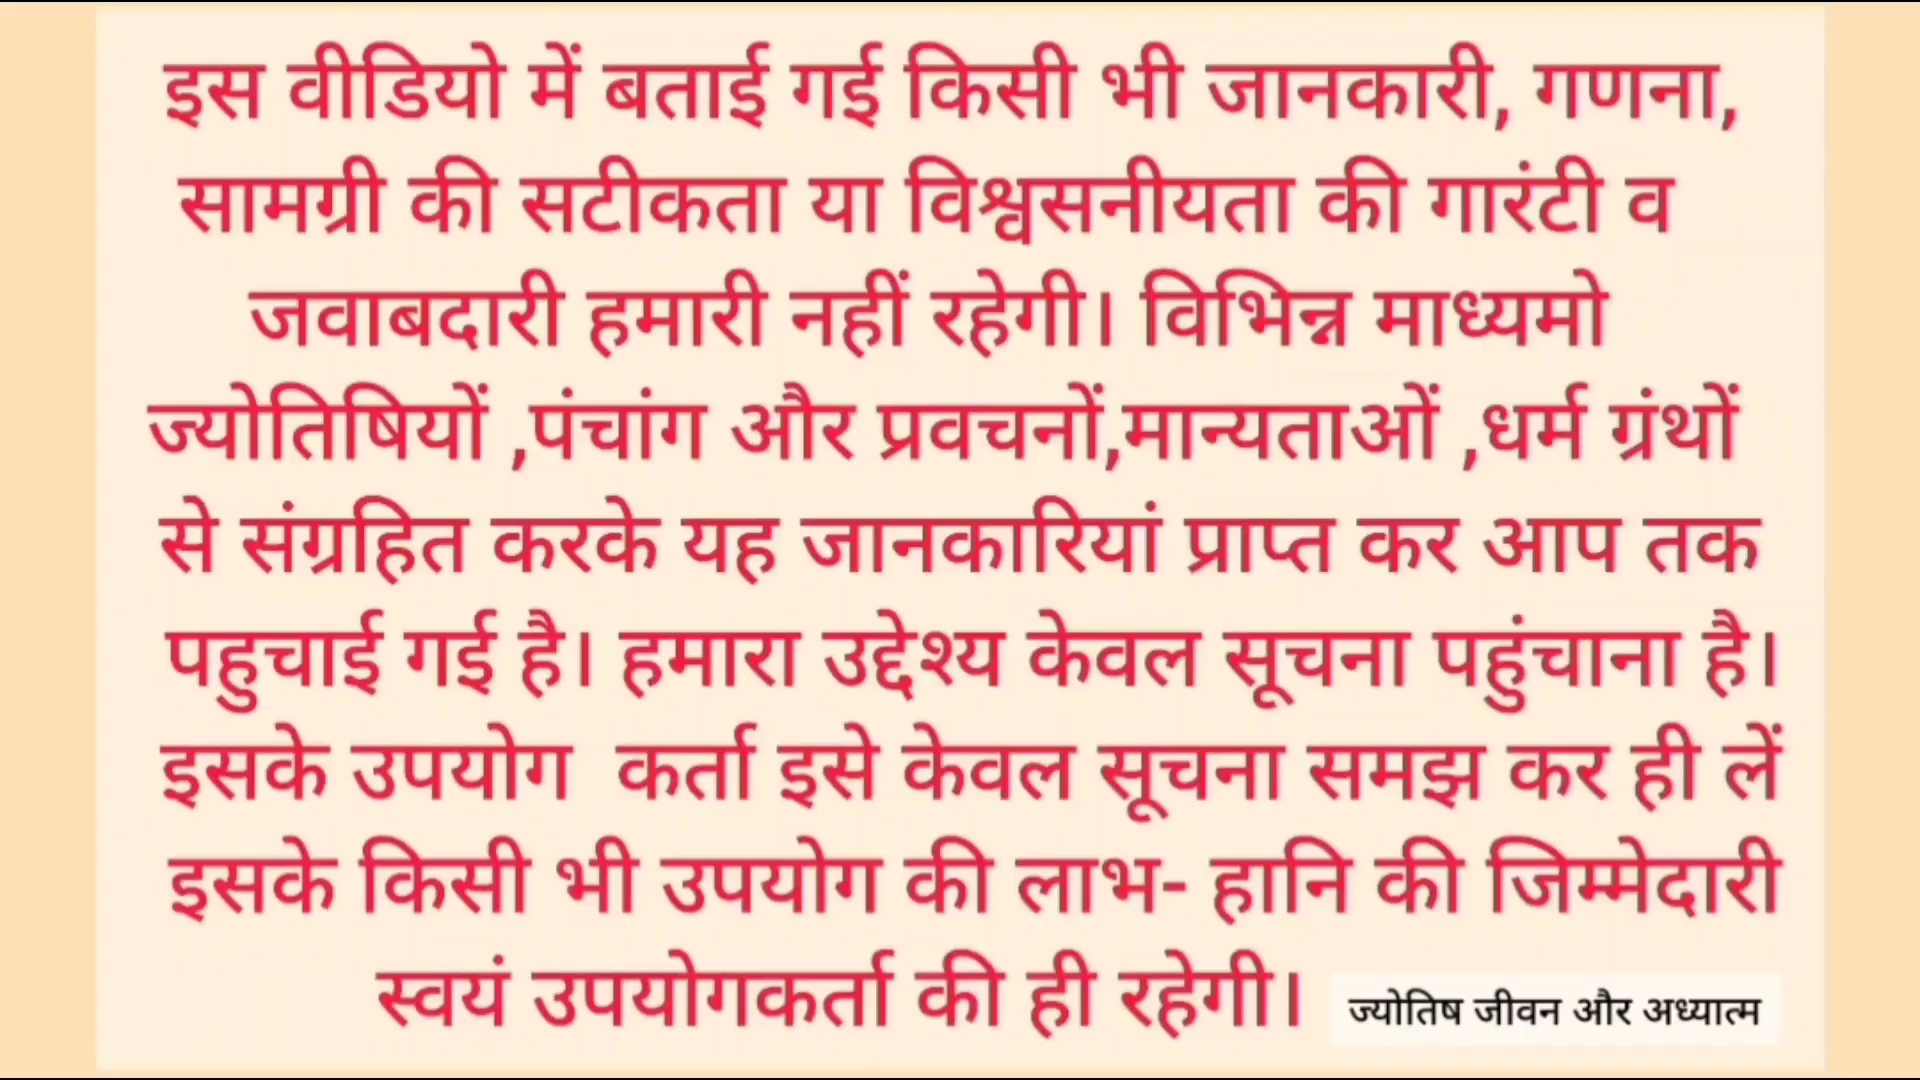 इस वीडियो में बताई गई किसी भी जानकारी, गणना,
सामग्री की सटीकता या विश्वसनीयता की गारंटी व
जवाबदारी हमारी नहीं रहेगी। विभिन्न माध्यमो
ज्योतिषियों ,पंचांग और प्रवचनों,मान्यताओं ,धर्म ग्रंथों
से संग्रहित करके यह जानकारियां प्राप्त कर आप तक
पहुचाई गई है। हमारा उद्देश्य केवल सूचना पहुंचाना है।
इसके उपयोग  कर्ता इसे केवल सूचना समझ कर ही लें
इसके किसी भी उपयोग की लाभ- हानि की जिम्मेदारी
स्वयं उपयोगकर्ता की ही रहेगी।
ज्योतिष जीवन और अध्यात्म